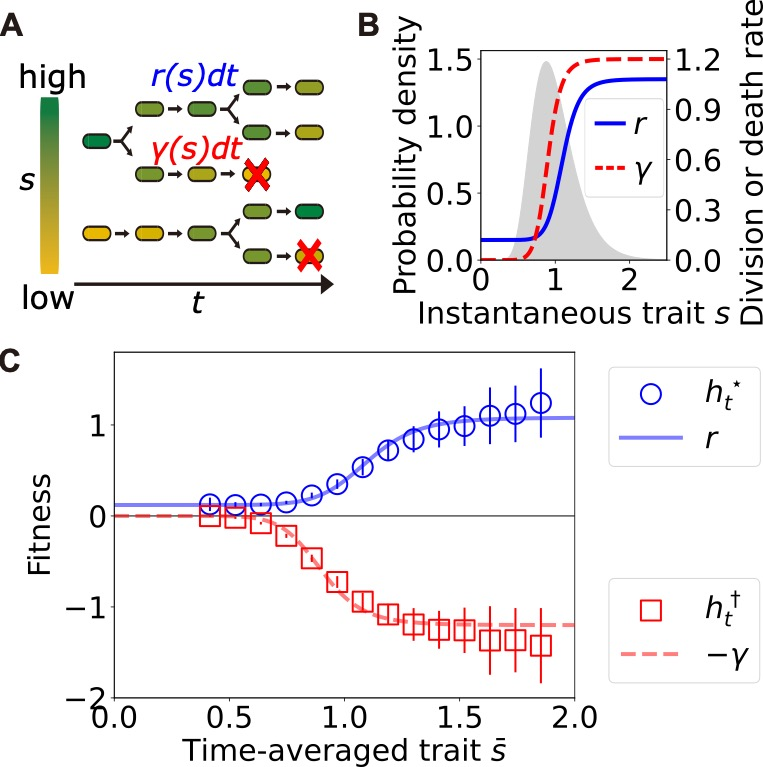 A
high
s
low
r(s)dt
γ(s)dt
t
B
Probability density
1.5
1.0
0.5
0.0
0 1 2
1.2
0.9
0.6
0.3
0.0
r
γ
Division or death rate
Instantaneous trait s
C
Fitness
1
0
−1
−2
0.0 0.5 1.0 1.5 2.0
Time-averaged trait s̄
hₜ*
r
hₜ†
−γ